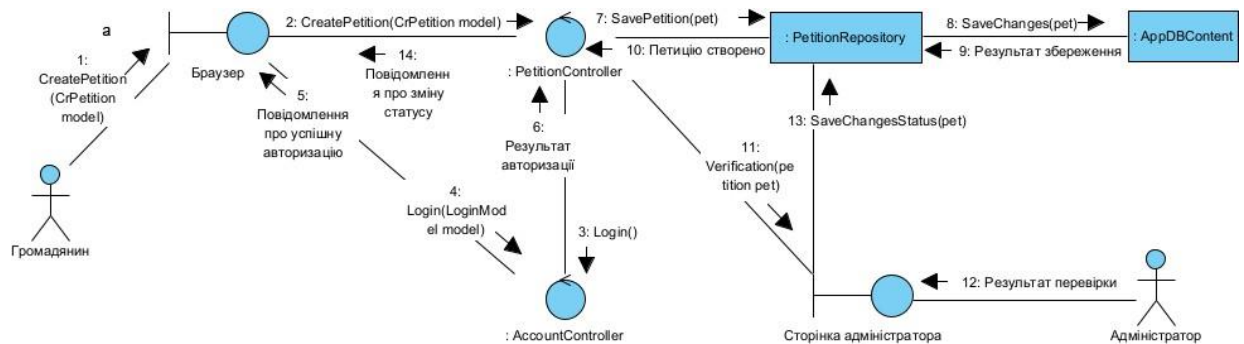 a
1:
CreatePetition
(CrPetition
model)
Громадянин
Браузер
2: CreatePetition(CrPetition model)
14:
Повідомленн
я про зміну
статусу
5:
Повідомлення
про успішну
авторизацію
4:
Login(LoginMod
el model)
: PetitionController
6:
Результат
авторизації
3: Login()
: AccountController
7: SavePetition(pet)
10: Петицію створено
: PetitionRepository
8: SaveChanges(pet)
9: Результат збереження
: AppDBContent
13: SaveChangesStatus(pet)
11:
Verification(pe
tition pet)
Сторінка адміністратора
12: Результат перевірки
Адміністратор